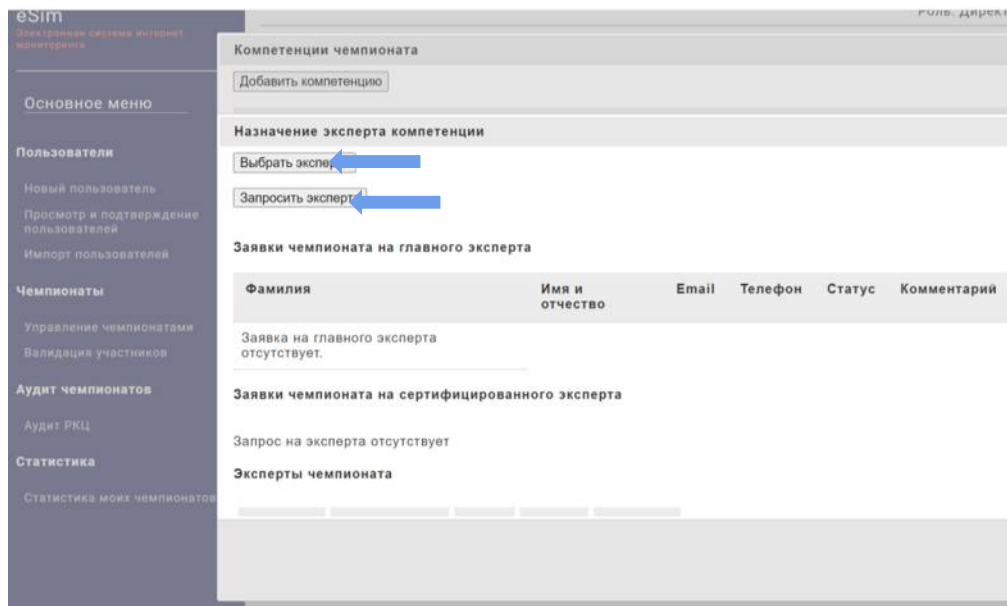 eSim
Роль: Дирек
Электронная система интернет
мониторинга
Основное меню
Пользователи
Новый пользователь
Просмотр и подтверждение
пользователей
Импорт пользователей
Чемпионаты
Управление чемпионатами
Валидация участников
Аудит чемпионатов
Аудит РКЦ
Статистика
Статистика моих чемпионатов
Компетенции чемпионата
Добавить компетенцию
Назначение эксперта компетенции
Выбрать экспер
Запросить эксперт
Заявки чемпионата на главного эксперта
Фамилия Имя и Email Телефон Статус Комментарий
отчество
Заявка на главного эксперта
отсутствует.
Заявки чемпионата на сертифицированного эксперта
Запрос на эксперта отсутствует
Эксперты чемпионата